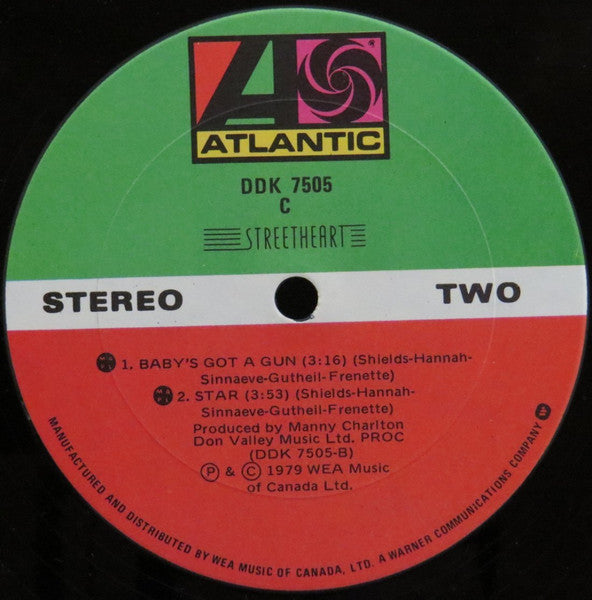 ATLANTIC
DDK 7505
C
STREETHEART
STEREO
TWO
1. BABY'S GOT A GUN (3:16) (Shields-Hannah-
Sinnaeve-Gutheil-Frenette)
2. STAR (3:53) (Shields-Hannah-
Sinnaeve-Gutheil-Frenette)
Produced by Manny Charlton
Don Valley Music Ltd. PROC
(DDK 7505-B)
Ⓟ & Ⓒ 1979 WEA Music
of Canada Ltd.
MANUFACTURED AND DISTRIBUTED BY WEA MUSIC OF CANADA, LTD. A WARNER COMMUNICATIONS COMPANY